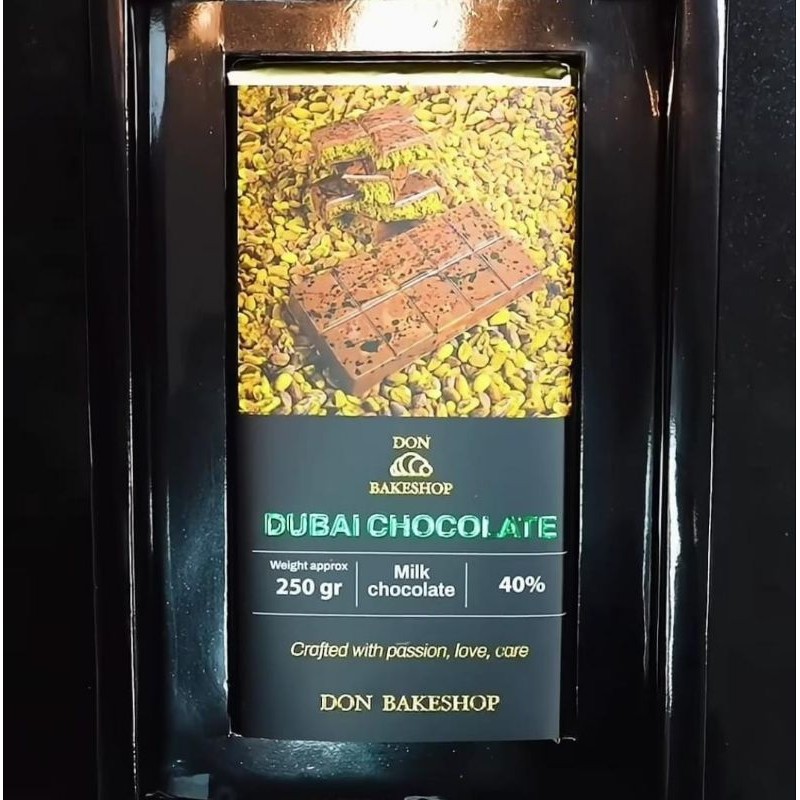 DON
BAKESHOP
DUBAI CHOCOLATE
Weight approx
250 gr
Milk
chocolate
40%
Crafted with passion, love, care
DON BAKESHOP